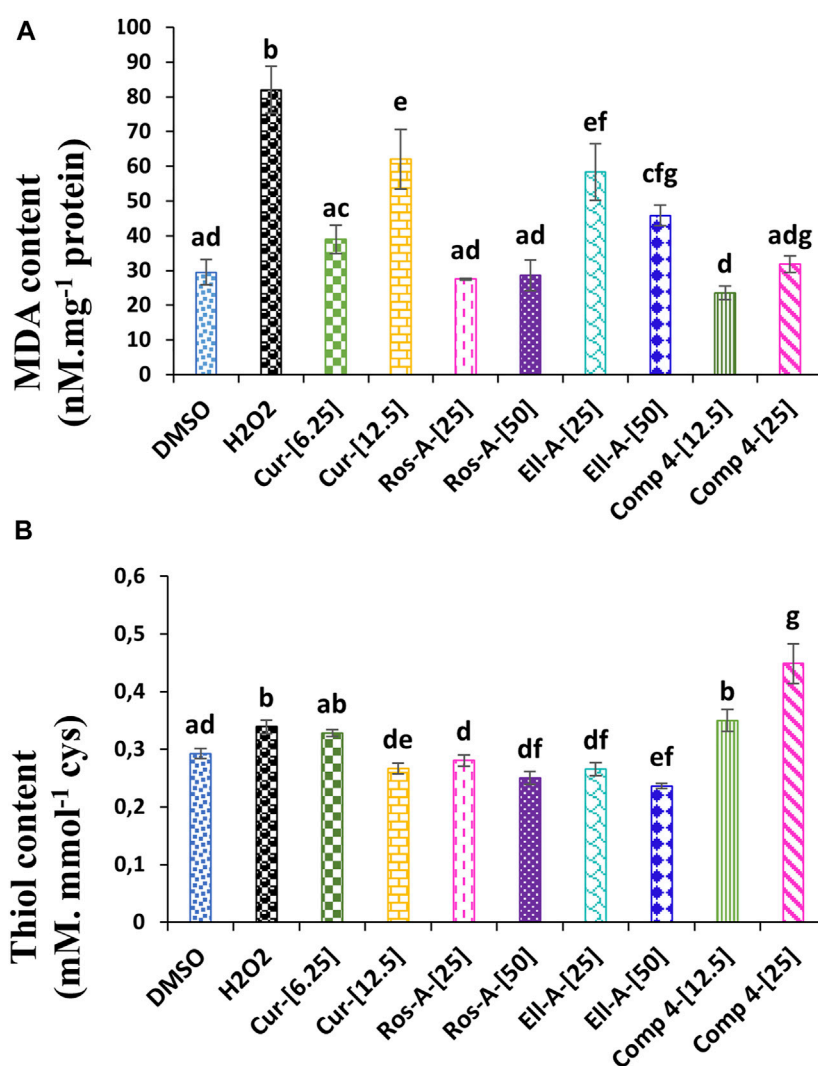 A
MDA content
(nM.mg⁻¹ protein)
100
90
80
70
60
50
40
30
20
10
0
ad
b
ac
e
ad
ad
ef
cfg
d
adg
DMSO
H2O2
Cur-[6.25]
Cur-[12.5]
Ros-A-[25]
Ros-A-[50]
Ell-A-[25]
Ell-A-[50]
Comp 4-[12.5]
Comp 4-[25]
B
Thiol content
(mM. mmol⁻¹ cys)
0,6
0,5
0,4
0,3
0,2
0,1
0
ad
b
ab
de
d
df
df
ef
b
g
DMSO
H2O2
Cur-[6.25]
Cur-[12.5]
Ros-A-[25]
Ros-A-[50]
Ell-A-[25]
Ell-A-[50]
Comp 4-[12.5]
Comp 4-[25]